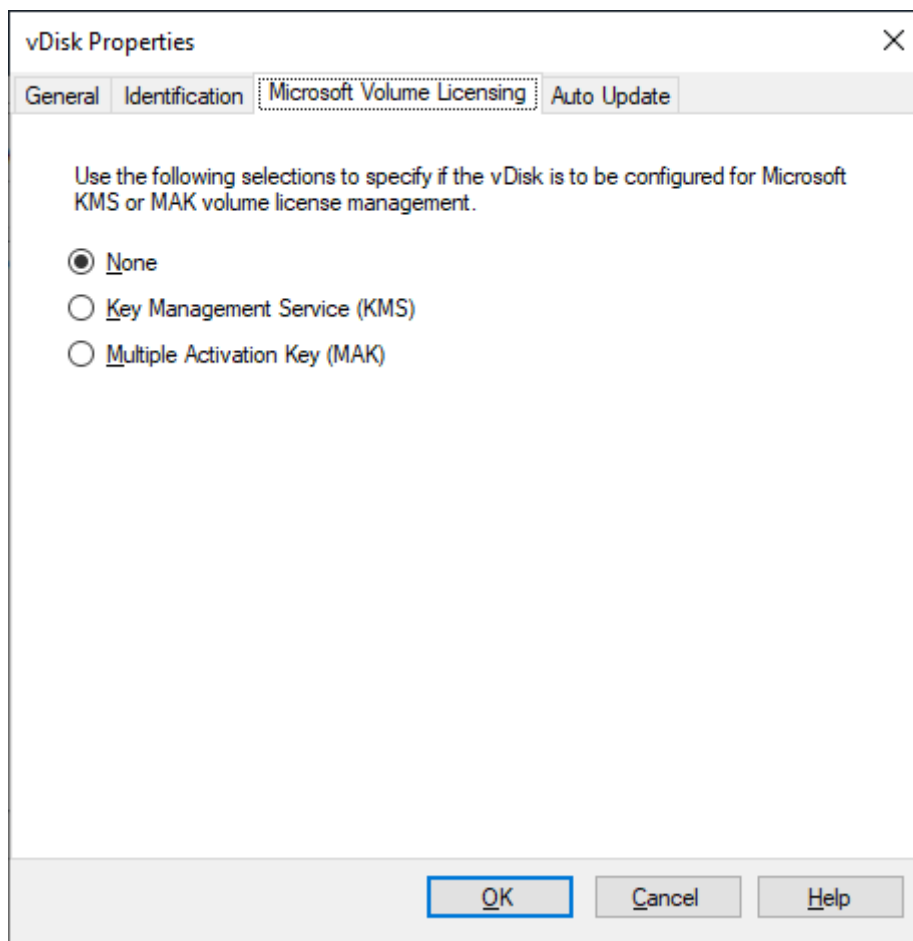 vDisk Properties
General Identification Microsoft Volume Licensing Auto Update
Use the following selections to specify if the vDisk is to be configured for Microsoft
KMS or MAK volume license management.
None
Key Management Service (KMS)
Multiple Activation Key (MAK)
OK Cancel Help